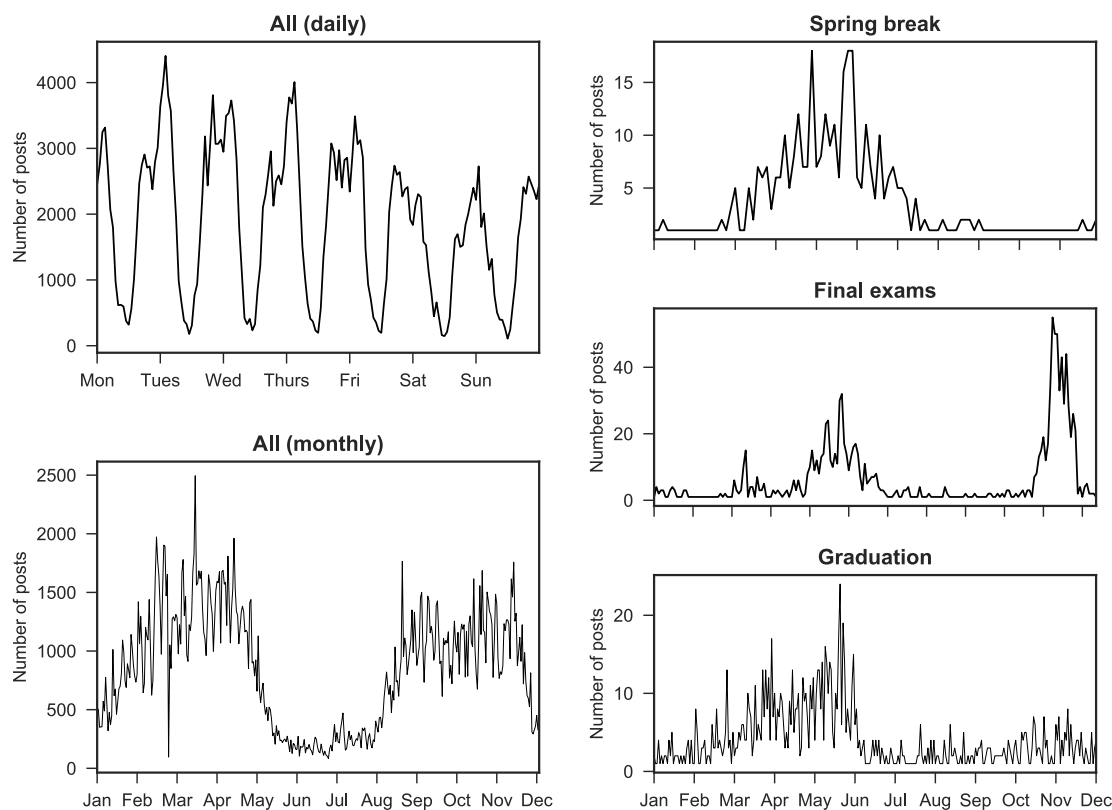 All (daily)
Number of posts
4000
3000
2000
1000
0
Mon Tues Wed Thurs Fri Sat Sun
All (monthly)
Number of posts
2500
2000
1500
1000
500
0
Jan Feb Mar Apr May Jun Jul Aug Sep Oct Nov Dec
Spring break
Number of posts
15
10
5
Final exams
Number of posts
40
20
0
Graduation
Number of posts
20
10
0
Jan Feb Mar Apr May Jun Jul Aug Sep Oct Nov Dec